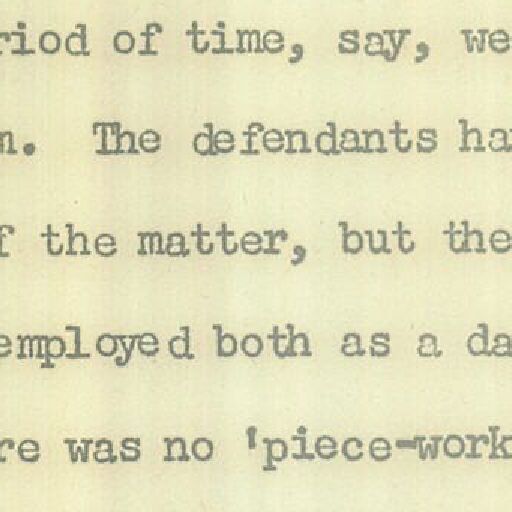 riod of time, say, we
n. The defendants ha
f the matter, but the
employed both as a da
re was no 'piece-work